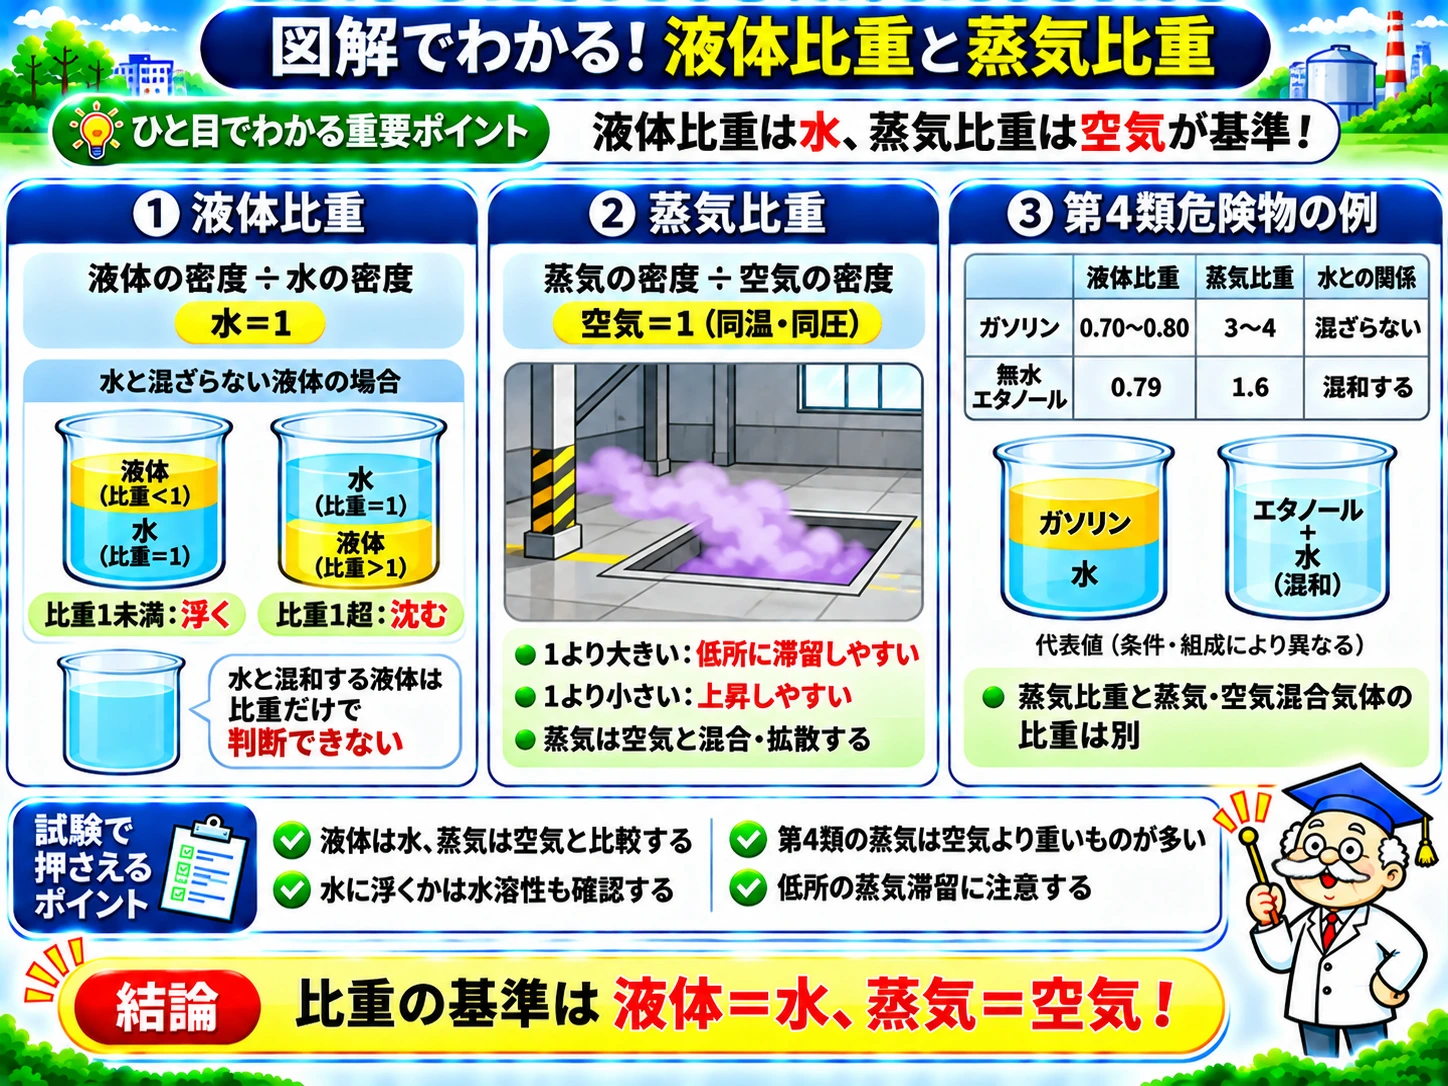 図解でわかる!液体比重と蒸気比重
ひと目でわかる重要ポイント
液体比重は水、蒸気比重は空気が基準!
1 液体比重
液体の密度÷水の密度
水=1
水と混ざらない液体の場合
液体
(比重<1)
水
(比重=1)
水
(比重=1)
液体
(比重>1)
比重1未満:浮く
比重1超:沈む
水と混和する液体は
比重だけで
判断できない
2 蒸気比重
蒸気の密度÷空気の密度
空気=1(同温・同圧)
1より大きい:低所に滞留しやすい
1より小さい:上昇しやすい
蒸気は空気と混合・拡散する
3 第4類危険物の例
液体比重 蒸気比重 水との関係
ガソリン 0.70〜0.80 3〜4 混ざらない
無水
エタノール 0.79 1.6 混和する
ガソリン
水
エタノール
+
水
(混和)
代表値(条件・組成により異なる)
蒸気比重と蒸気・空気混合気体の
比重は別
試験で
押さえる
ポイント
液体は水、蒸気は空気と比較する
水に浮くかは水溶性も確認する
第4類の蒸気は空気より重いものが多い
低所の蒸気滞留に注意する
結論
比重の基準は 液体=水、蒸気=空気!